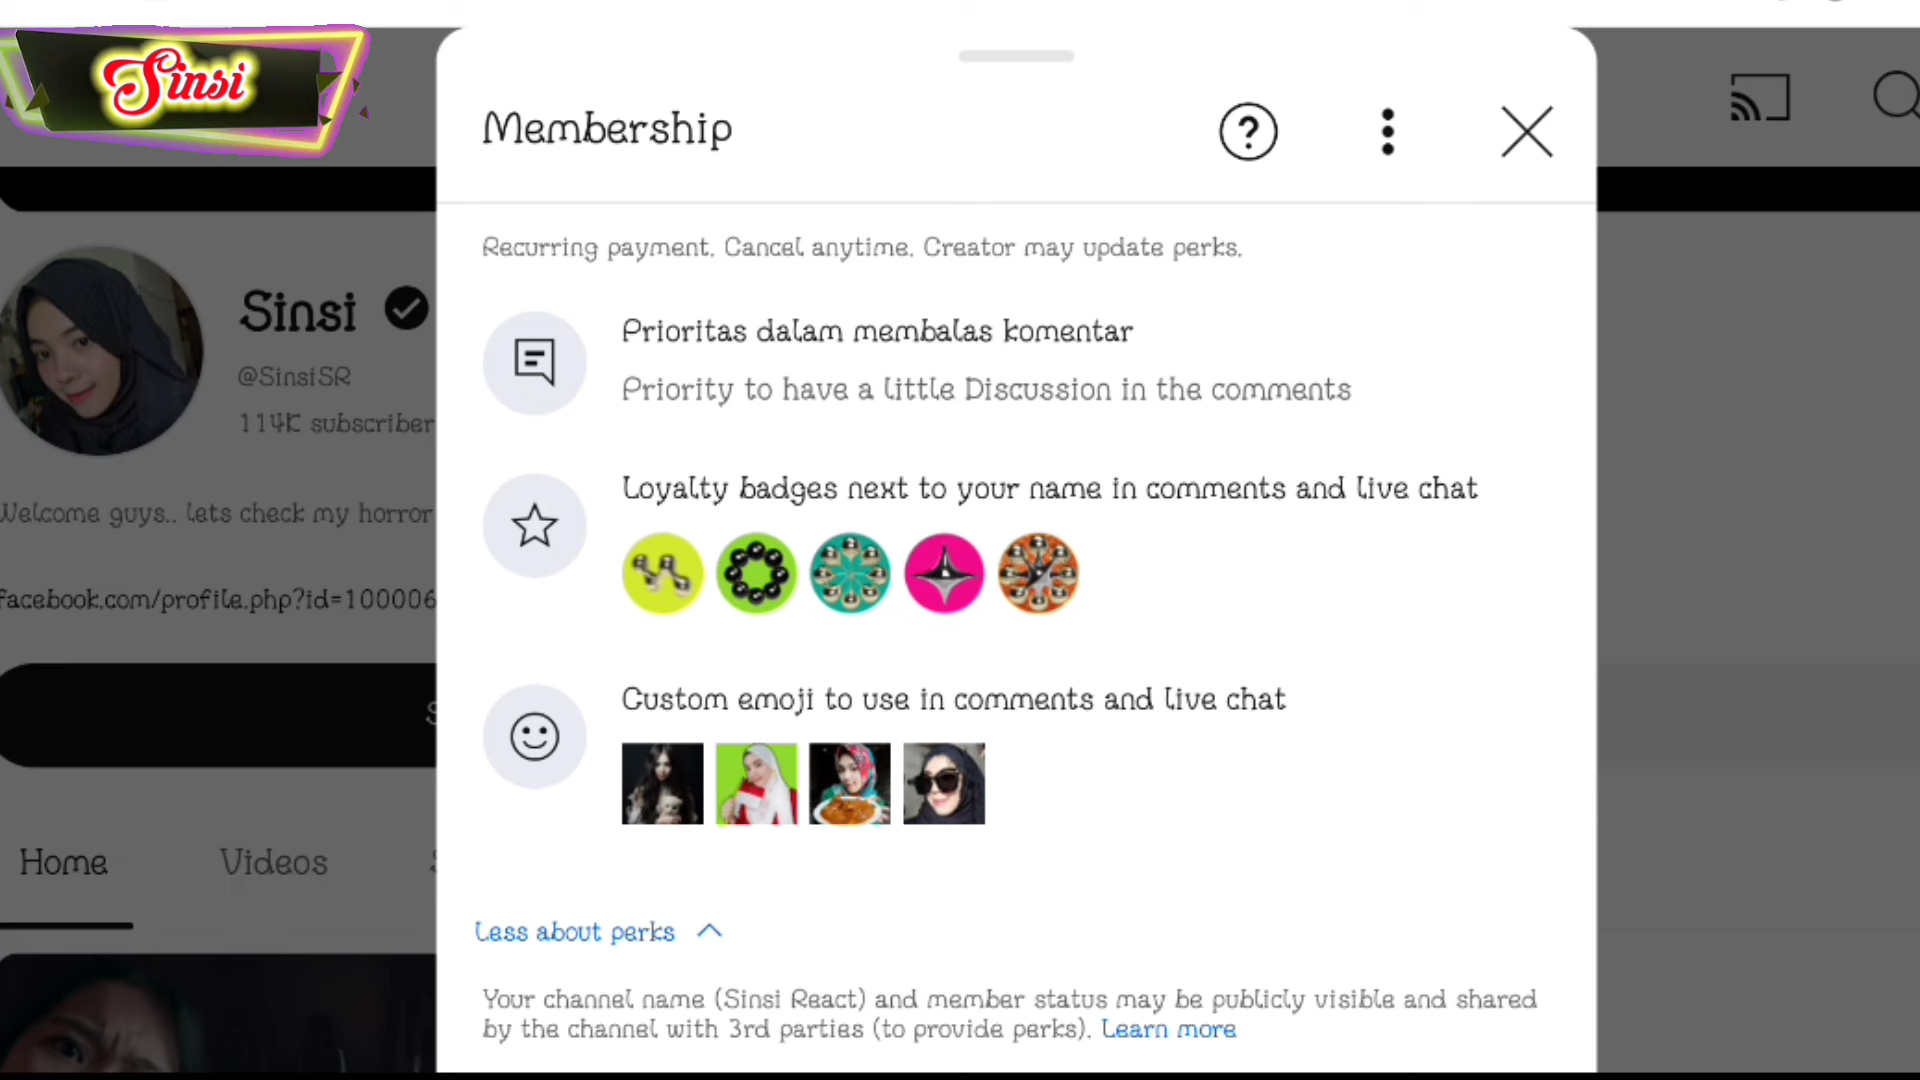 Sinsi
Membership
Recurring payment. Cancel anytime. Creator may update perks.
Prioritas dalam membalas komentar
Priority to have a little Discussion in the comments
Loyalty badges next to your name in comments and live chat
Custom emoji to use in comments and live chat
Less about perks
Your channel name (Sinsi React) and member status may be publicly visible and shared
by the channel with 3rd parties (to provide perks). Learn more
Sinsi
@SinsiSR
114K subscriber
Welcome guys.. lets check my horror
facebook.com/profile.php?id=100006
Home
Videos